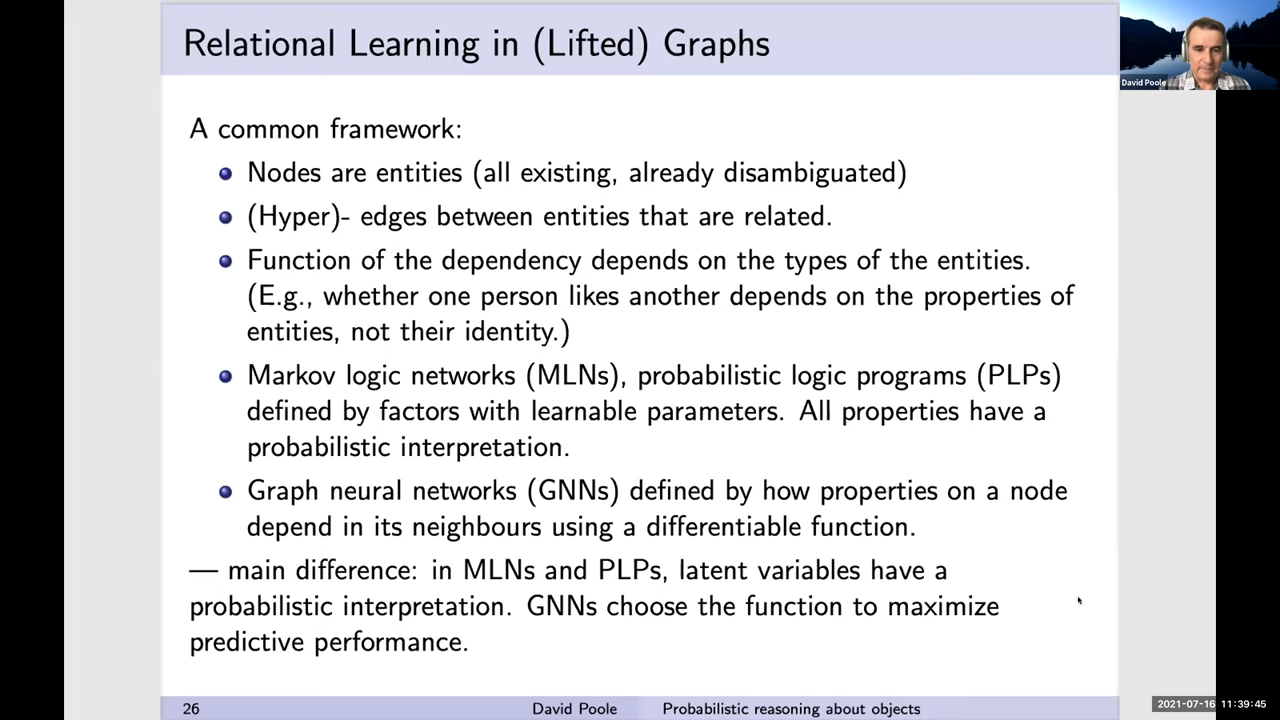 Relational Learning in (Lifted) Graphs
David Poole
A common framework:
Nodes are entities (all existing, already disambiguated)
(Hyper)- edges between entities that are related.
Function of the dependency depends on the types of the entities.
(E.g., whether one person likes another depends on the properties of
entities, not their identity.)
Markov logic networks (MLNs), probabilistic logic programs (PLPs)
defined by factors with learnable parameters. All properties have a
probabilistic interpretation.
Graph neural networks (GNNs) defined by how properties on a node
depend in its neighbours using a differentiable function.
— main difference: in MLNs and PLPs, latent variables have a
probabilistic interpretation. GNNs choose the function to maximize
predictive performance.
26 David Poole Probabilistic reasoning about objects
2021-07-16 11:39:45